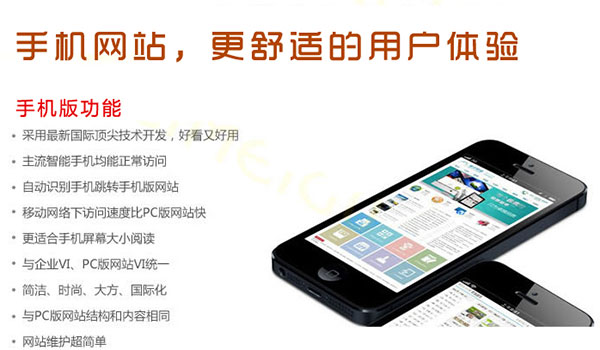 手机网站，更舒适的用户体验
手机版功能
• 采用最新国际顶尖技术开发，好看又好用
• 主流智能手机均能正常访问
• 自动识别手机跳转手机版网站
• 移动网络下访问速度比PC版网站快
• 更适合手机屏幕大小阅读
• 与企业VI、PC版网站VI统一
• 简洁、时尚、大方、国际化
• 与PC版网站结构和内容相同
• 网站维护超简单